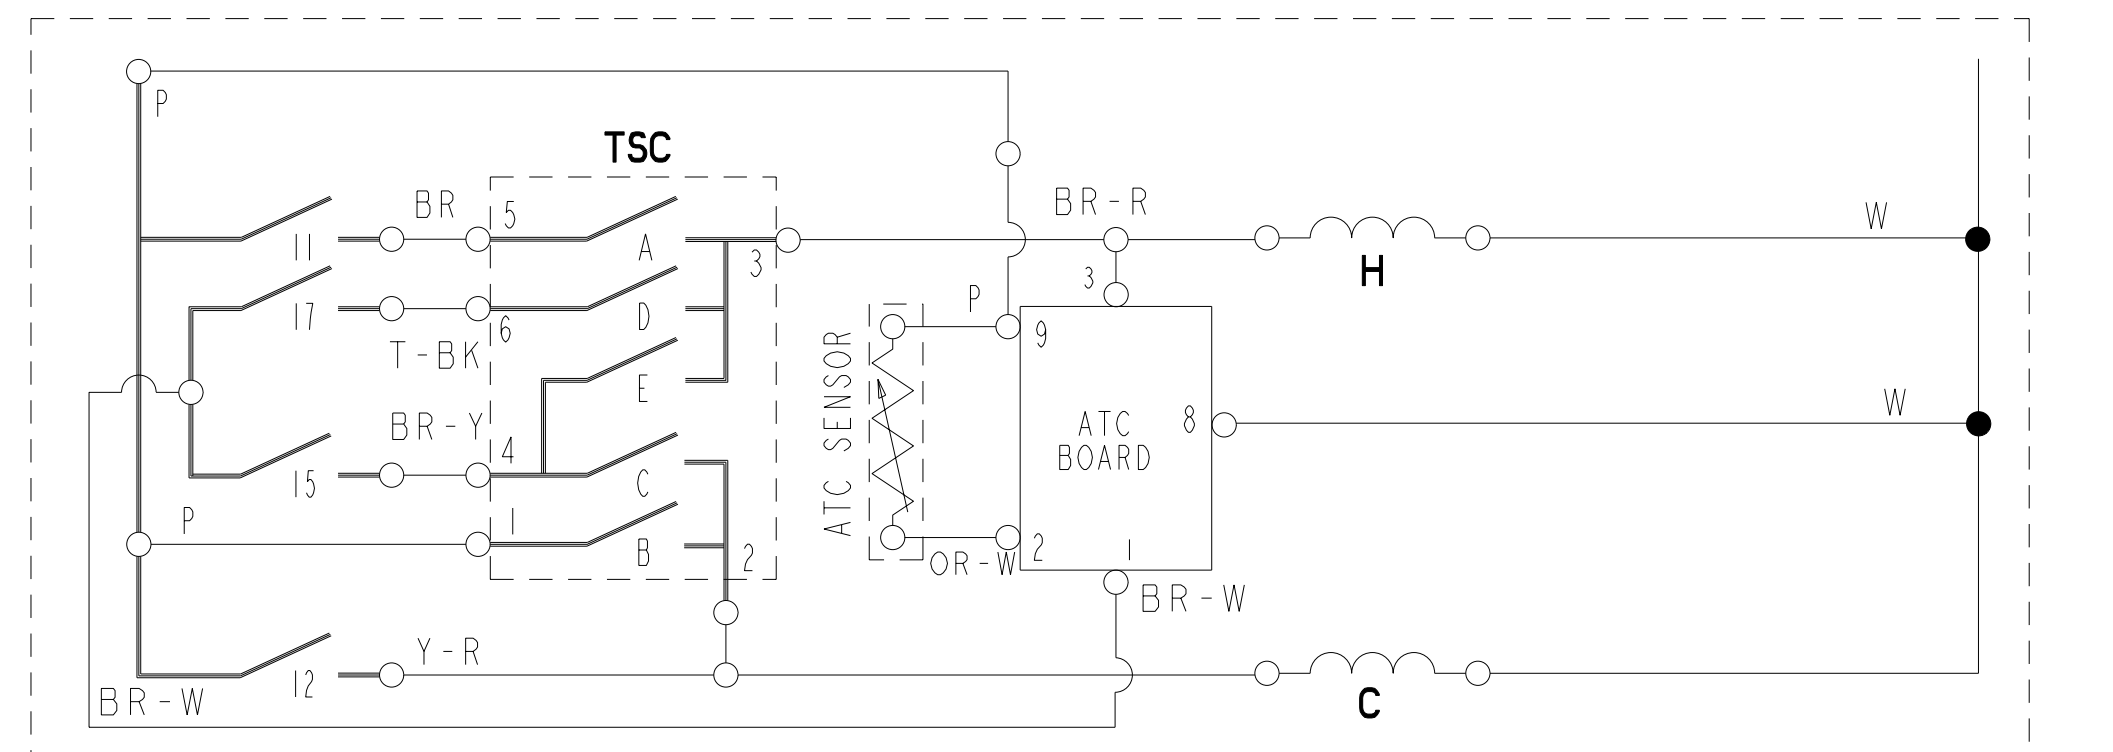 P
TSC
BR
5
BR-R
W
11
A
3
H
3
17
6
D
P
9
T-BK
E
ATC SENSOR
BR-Y
4
8
W
ATC
BOARD
15
C
P
1
B
2
2
1
OR-W
BR-W
Y-R
12
BR-W
C